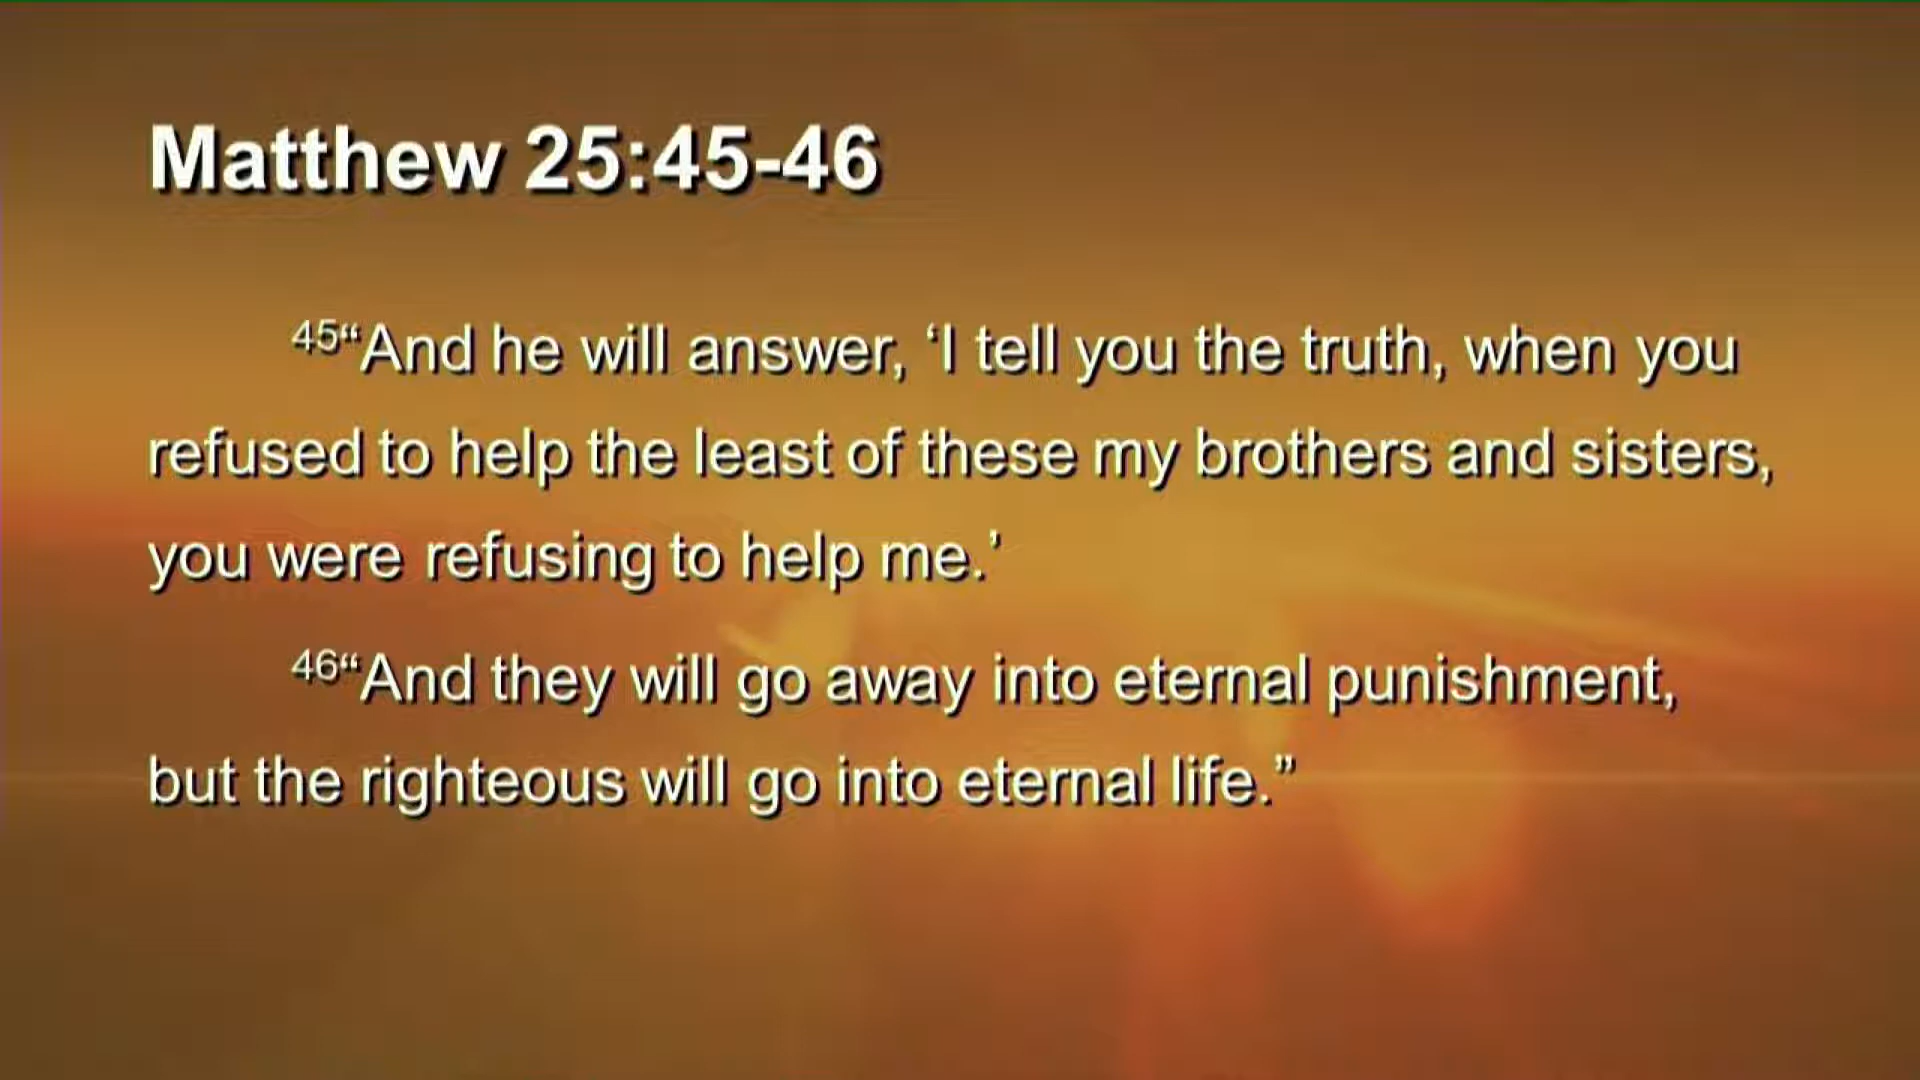 Matthew 25:45-46
45“And he will answer, ‘I tell you the truth, when you
refused to help the least of these my brothers and sisters,
you were refusing to help me.’
46“And they will go away into eternal punishment,
but the righteous will go into eternal life.”